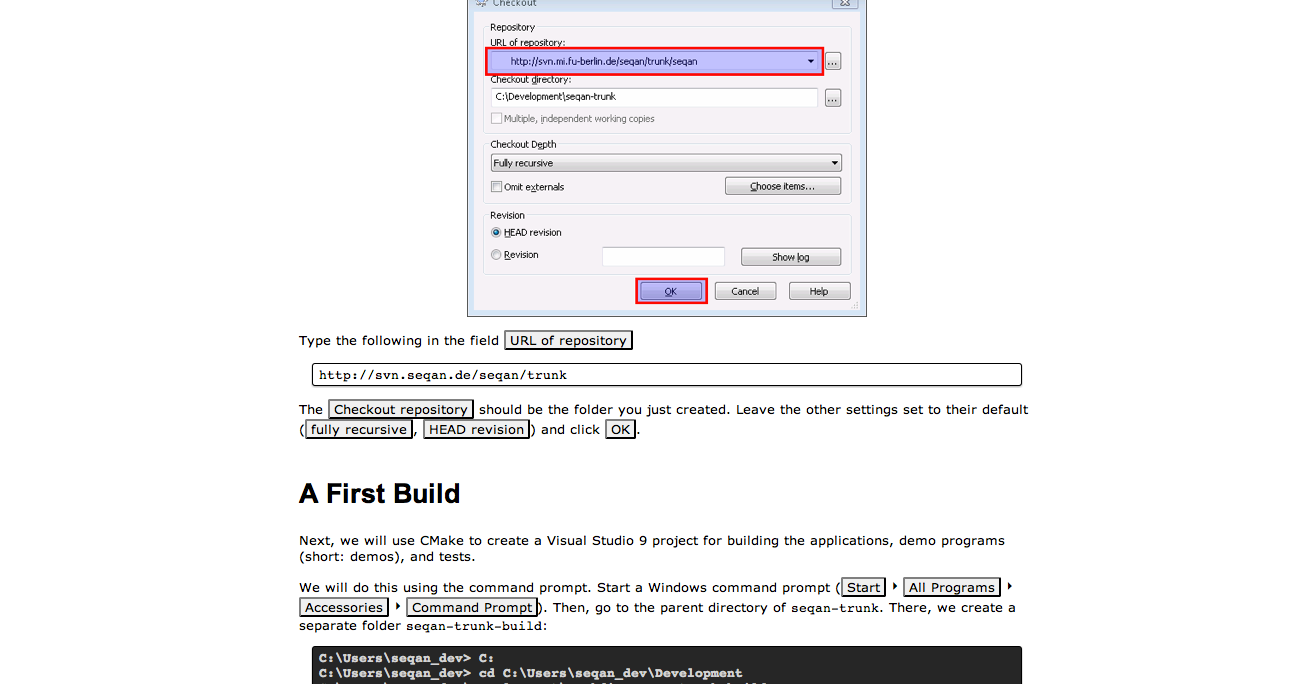 Checkout
Repository
URL of repository:
http://svn.mi.fu-berlin.de/seqan/trunk/seqan
...
Checkout directory:
C:\Development\seqan-trunk
...
Multiple, independent working copies
Checkout Depth
Fully recursive
Omit externals
Choose items...
Revision
HEAD revision
Revision
Show log
OK
Cancel
Help
Type the following in the field URL of repository
http://svn.seqan.de/seqan/trunk
The Checkout repository should be the folder you just created. Leave the other settings set to their default
(fully recursive, HEAD revision) and click OK.
A First Build
Next, we will use CMake to create a Visual Studio 9 project for building the applications, demo programs
(short: demos), and tests.
We will do this using the command prompt. Start a Windows command prompt (Start ‣ All Programs ‣
Accessories ‣ Command Prompt). Then, go to the parent directory of seqan-trunk. There, we create a
separate folder seqan-trunk-build:
C:\Users\seqan_dev> C:
C:\Users\seqan_dev> cd C:\Users\seqan_dev\Development